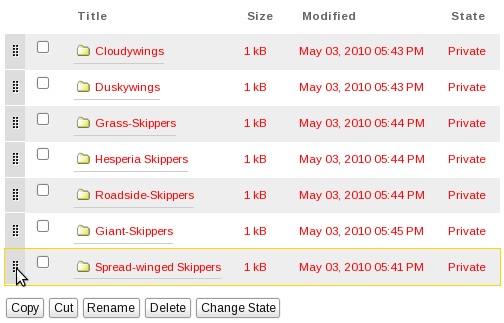 Title Size Modified State
Cloudywings 1 kB May 03, 2010 05:43 PM Private
Duskywings 1 kB May 03, 2010 05:43 PM Private
Grass-Skippers 1 kB May 03, 2010 05:44 PM Private
Hesperia Skippers 1 kB May 03, 2010 05:44 PM Private
Roadside-Skippers 1 kB May 03, 2010 05:44 PM Private
Giant-Skippers 1 kB May 03, 2010 05:45 PM Private
Spread-winged Skippers 1 kB May 03, 2010 05:41 PM Private
Copy Cut Rename Delete Change State